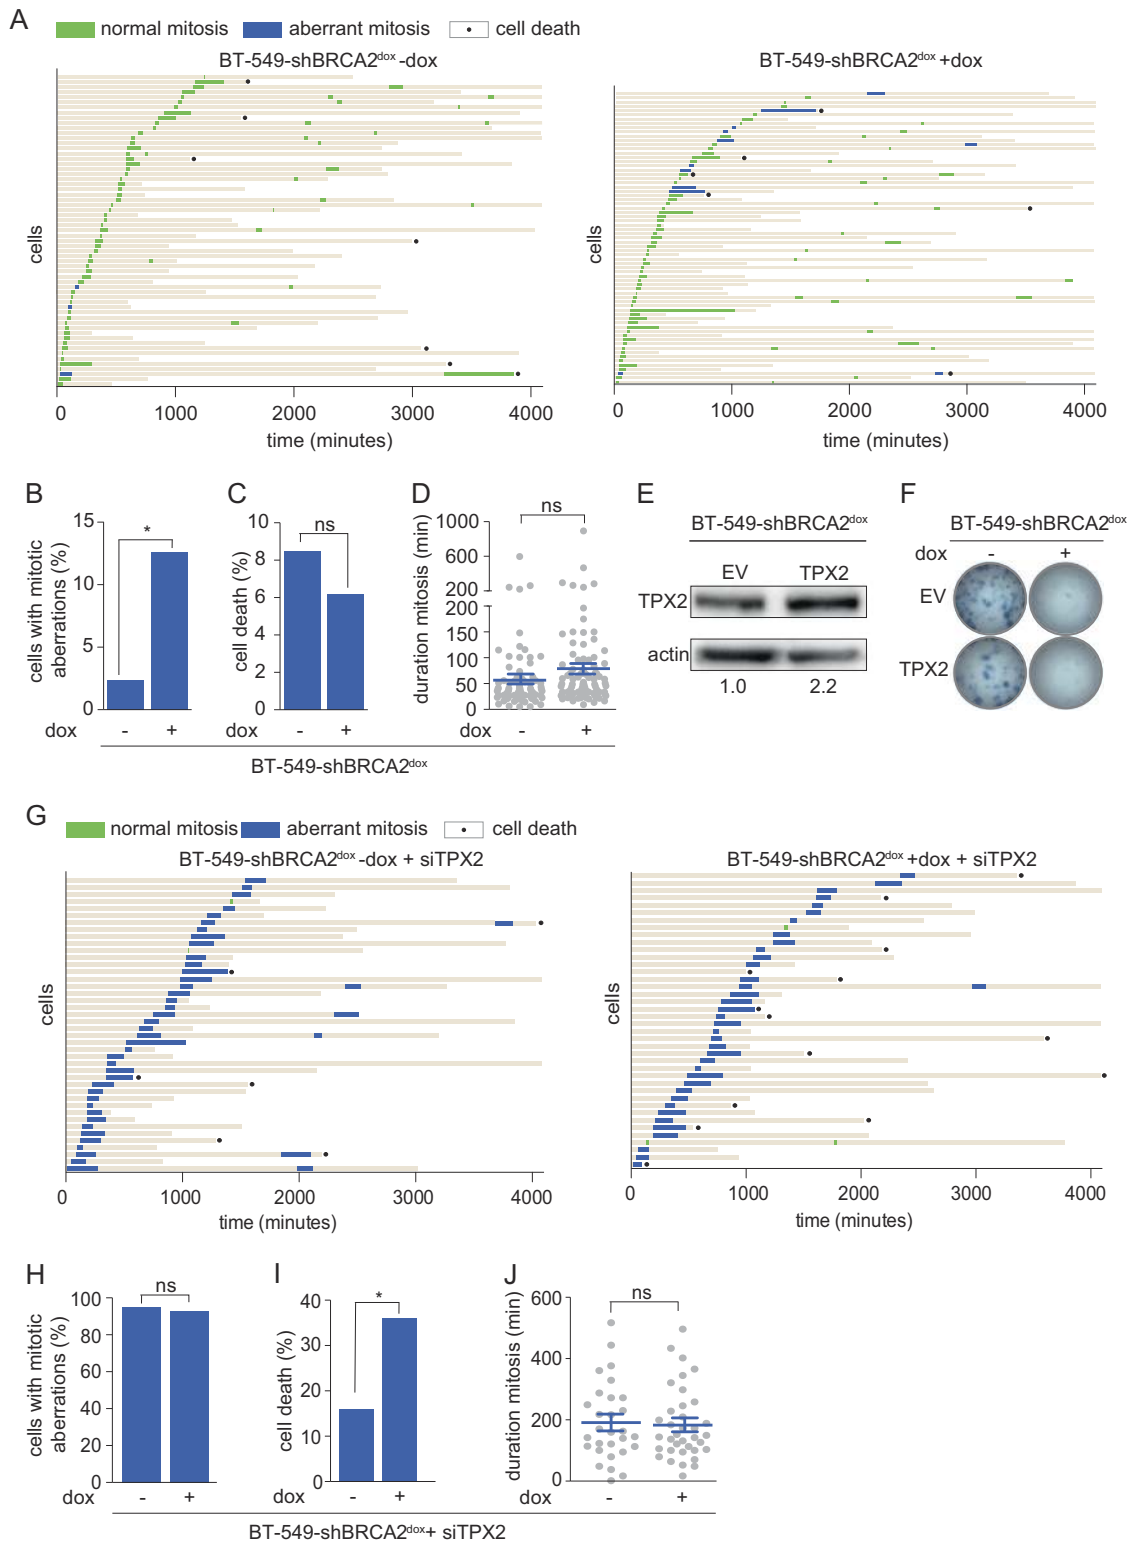 A
normal mitosis aberrant mitosis cell death
BT-549-shBRCA2dox -dox
BT-549-shBRCA2dox +dox
cells
cells
0 1000 2000 3000 4000
0 1000 2000 3000 4000
time (minutes)
time (minutes)
B
cells with mitotic
aberrations (%)
15
10
5
0
*
dox - +
C
cell death (%)
10
8
6
4
2
0
ns
dox - +
D
duration mitosis (min)
1000
600
200
200
150
100
50
0
ns
dox - +
BT-549-shBRCA2dox
E
BT-549-shBRCA2dox
EV TPX2
TPX2
actin
1.0 2.2
F
BT-549-shBRCA2dox
dox - +
EV
TPX2
G
normal mitosis aberrant mitosis cell death
BT-549-shBRCA2dox -dox + siTPX2
BT-549-shBRCA2dox +dox + siTPX2
cells
cells
0 1000 2000 3000 4000
0 1000 2000 3000 4000
time (minutes)
time (minutes)
H
cells with mitotic
aberrations (%)
100
80
60
40
20
0
ns
dox - +
I
cell death (%)
40
30
20
10
0
*
dox - +
J
duration mitosis (min)
600
400
200
0
ns
dox - +
BT-549-shBRCA2dox+ siTPX2